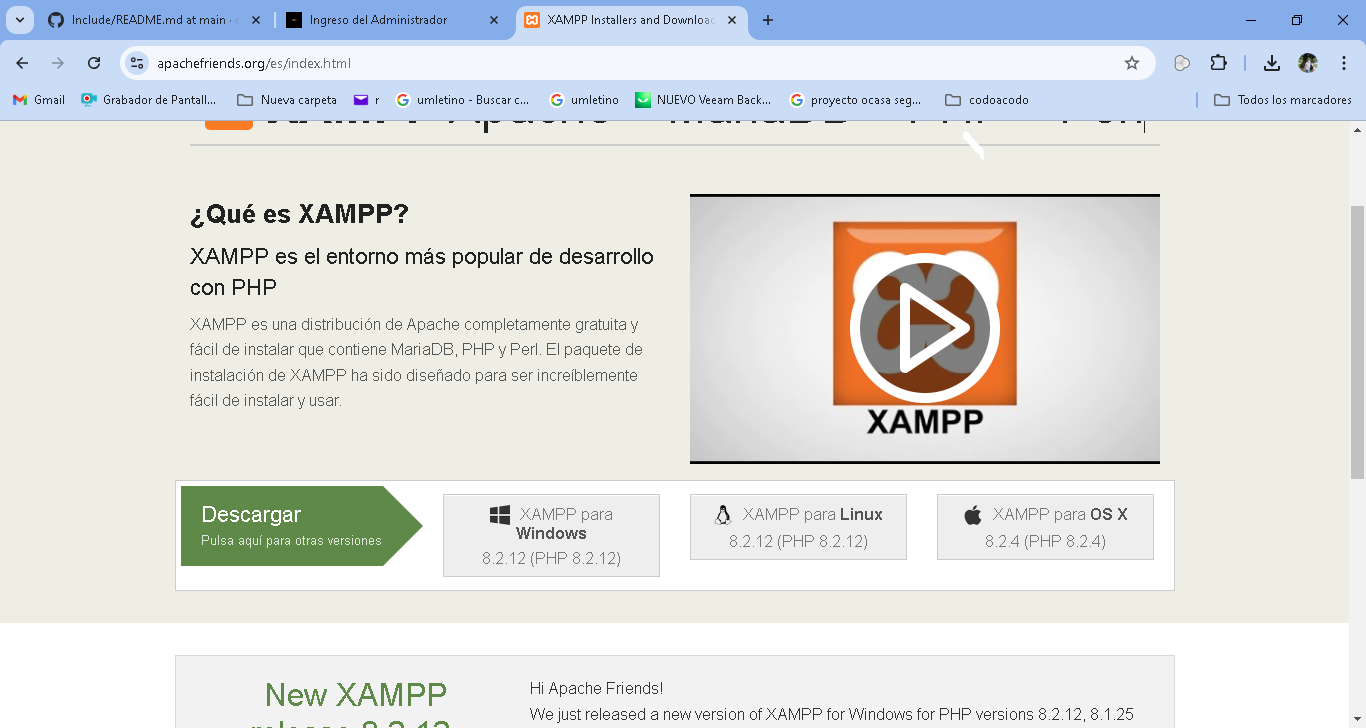 Include/README.md at main ·
Ingreso del Administrador
XAMPP Installers and Downloa
apachefriends.org/es/index.html
Gmail
Grabador de Pantall...
Nueva carpeta
r
umletino - Buscar c...
umletino
NUEVO Veeam Back...
proyecto ocasa seg...
codoacodo
Todos los marcadores
¿Qué es XAMPP?
XAMPP es el entorno más popular de desarrollo
con PHP
XAMPP es una distribución de Apache completamente gratuita y
fácil de instalar que contiene MariaDB, PHP y Perl. El paquete de
instalación de XAMPP ha sido diseñado para ser increíblemente
fácil de instalar y usar.
XAMPP
Descargar
Pulsa aquí para otras versiones
XAMPP para
Windows
8.2.12 (PHP 8.2.12)
XAMPP para Linux
8.2.12 (PHP 8.2.12)
XAMPP para OS X
8.2.4 (PHP 8.2.4)
New XAMPP
Hi Apache Friends!
We just released a new version of XAMPP for Windows for PHP versions 8.2.12, 8.1.25